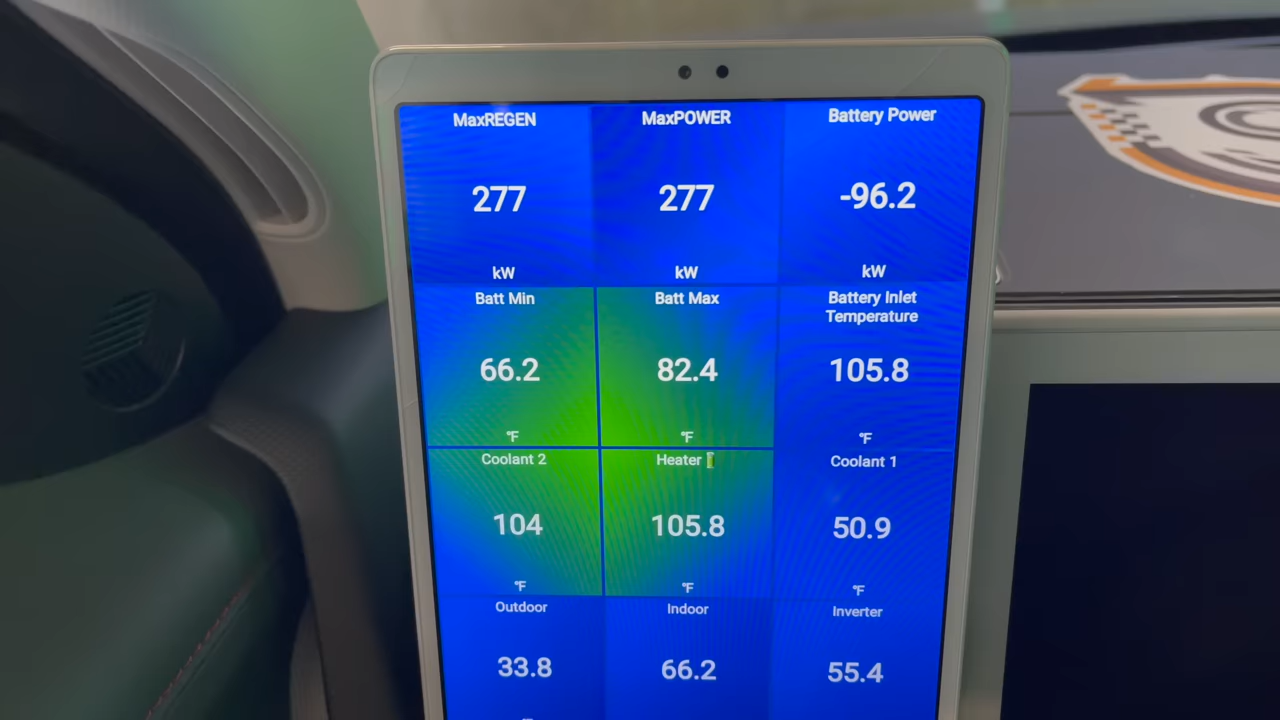 MaxREGEN
MaxPOWER
Battery Power
277
277
-96.2
kW
kW
kW
Batt Min
Batt Max
Battery Inlet
Temperature
66.2
82.4
105.8
°F
°F
°F
Coolant 2
Heater
Coolant 1
104
105.8
50.9
°F
°F
°F
Outdoor
Indoor
Inverter
33.8
66.2
55.4